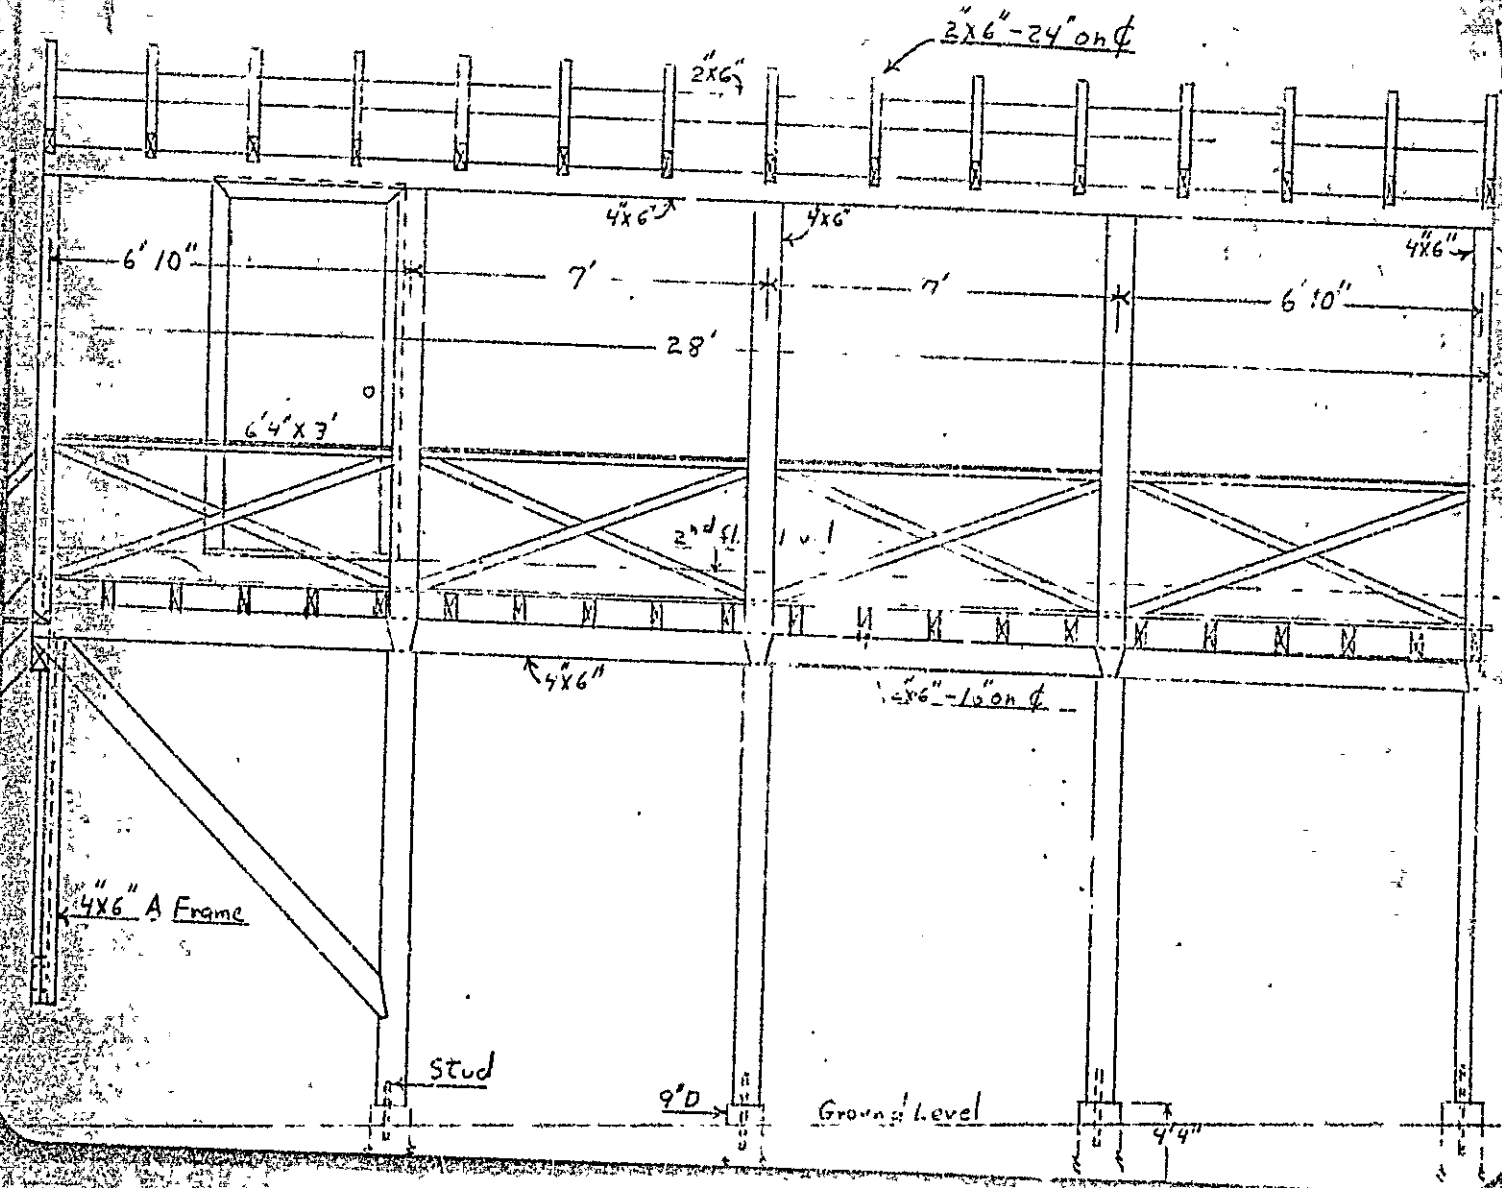 2"x6"-24" on ₵
2"x6"
4"x6"
4"x6"
4"x6"
6' 10"
7'
7'
6' 10"
28'
6'4" x 3'
2nd fl.
4"x6"
on ₵
4"x6" A Frame
Stud
9"D
Ground Level
4'4"